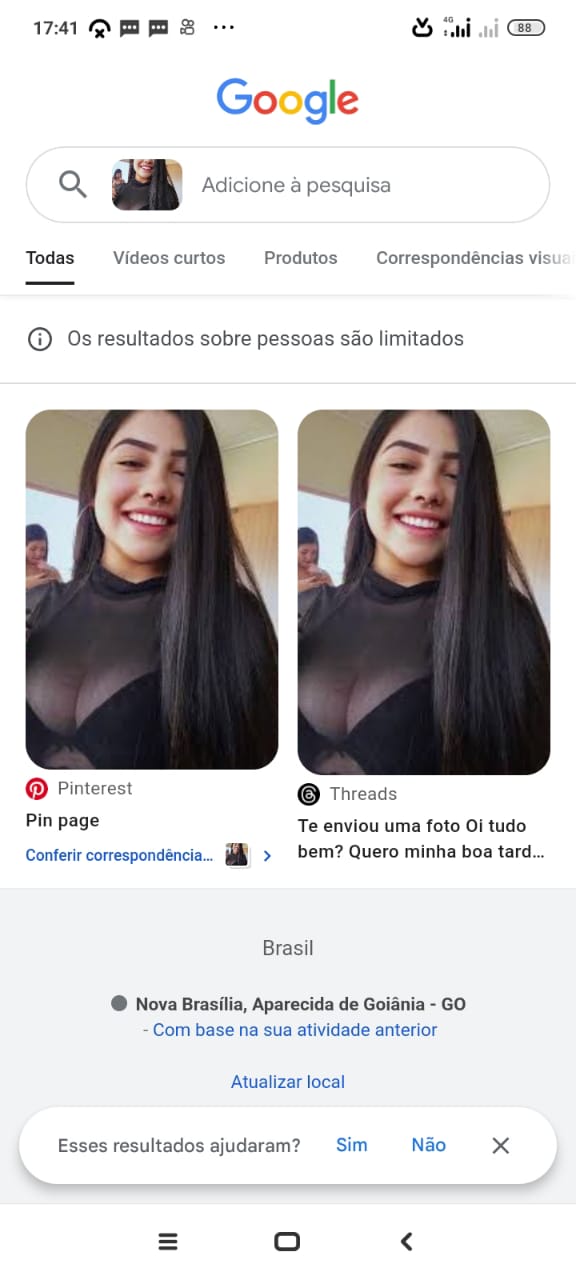 17:41
4G
88
Google
Adicione à pesquisa
Todas Vídeos curtos Produtos Correspondências visuai
Os resultados sobre pessoas são limitados
Pinterest
Pin page
Conferir correspondência...
Threads
Te enviou uma foto Oi tudo
bem? Quero minha boa tard...
Brasil
Nova Brasília, Aparecida de Goiânia - GO
- Com base na sua atividade anterior
Atualizar local
Esses resultados ajudaram? Sim Não